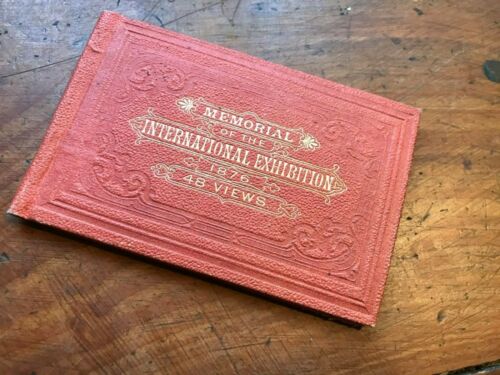 MEMORIAL
OF THE
INTERNATIONAL EXHIBITION
1876
48 VIEWS